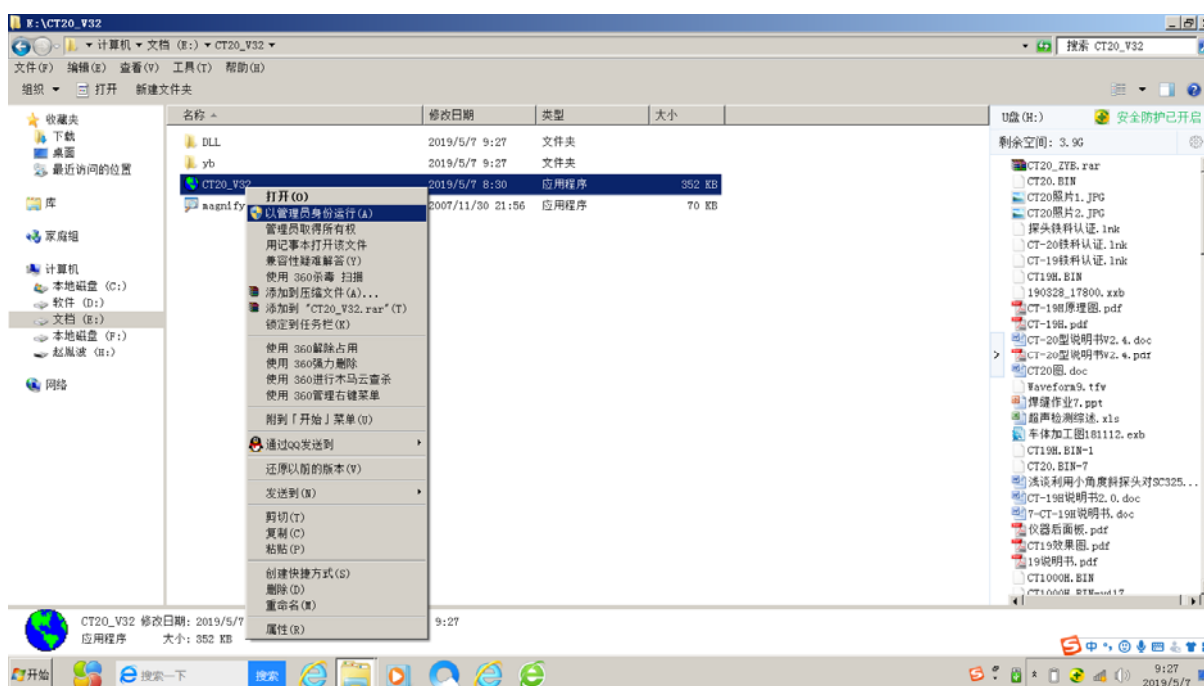 E:\CT20_V32
计算机 文档 (E:) CT20_V32
搜索 CT20_V32
文件(F) 编辑(E) 查看(V) 工具(T) 帮助(H)
组织 打开 新建文件夹
收藏夹
下载
桌面
最近访问的位置
库
家庭组
计算机
本地磁盘 (C:)
软件 (D:)
文档 (E:)
本地磁盘 (F:)
赵胤波 (H:)
网络
名称 修改日期 类型 大小
DLL 2019/5/7 9:27 文件夹
yb 2019/5/7 9:27 文件夹
CT20_V32 2019/5/7 8:30 应用程序 352 KB
magnify 2007/11/30 21:56 应用程序 70 KB
打开(O)
以管理员身份运行(A)
管理员取得所有权
用记事本打开该文件
兼容性疑难解答(Y)
使用 360杀毒 扫描
添加到压缩文件(A)...
添加到 "CT20_V32.rar"(T)
锁定到任务栏(K)
使用 360解除占用
使用 360强力删除
使用 360进行木马云查杀
使用 360管理右键菜单
附到「开始」菜单(U)
通过QQ发送到
还原以前的版本(V)
发送到(N)
剪切(T)
复制(C)
粘贴(P)
创建快捷方式(S)
删除(D)
重命名(M)
属性(R)
U盘(H:) 安全防护已开启
剩余空间: 3.9G
CT20_ZYB.rar
CT20.BIN
CT20照片1.JPG
CT20照片2.JPG
探头铁科认证.lnk
CT-20铁科认证.lnk
CT-19铁科认证.lnk
CT19H.BIN
190328_17800.xxb
CT-19H原理图.pdf
CT-19H.pdf
CT-20型说明书V2.4.doc
CT-20型说明书V2.4.pdf
CT20图.doc
Waveform9.tfw
焊缝作业7.ppt
超声检测综述.xls
车体加工图181112.exb
CT19H.BIN-1
CT20.BIN-7
浅谈利用小角度斜探头对SC325...
CT-19H说明书2.0.doc
7-CT-19H说明书.doc
仪器后面板.pdf
CT19效果图.pdf
19说明书.pdf
CT1000H.BIN
CT1000H.BIN-v417
CT20_V32 修改日期: 2019/5/7 9:27
应用程序 大小: 352 KB
中
开始 搜索一下 搜索
9:27
2019/5/7